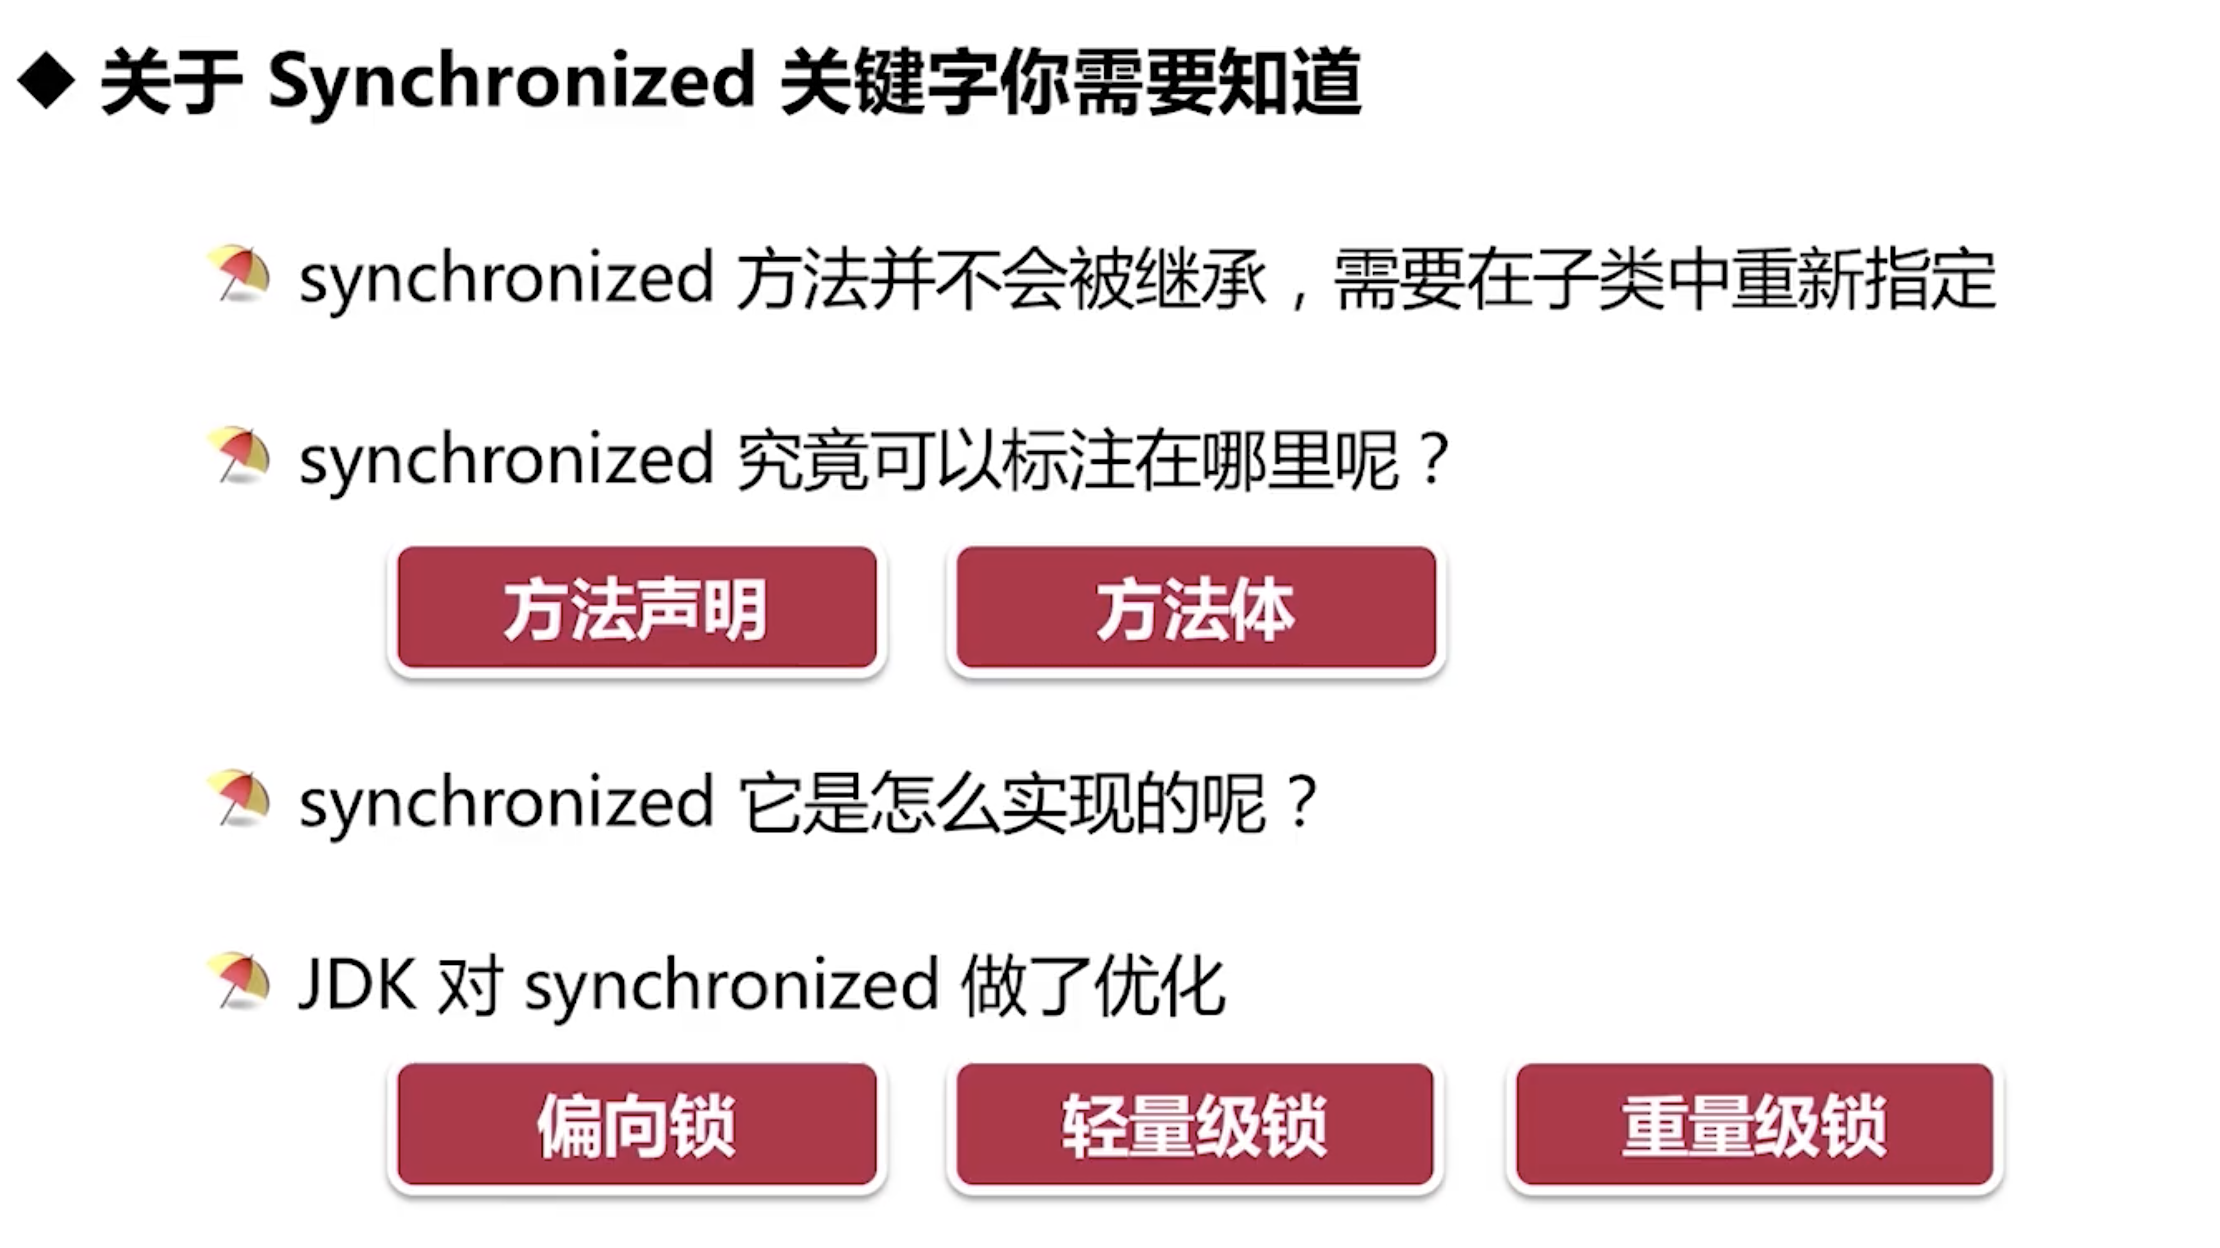 关于 Synchronized 关键字你需要知道
synchronized 方法并不会被继承，需要在子类中重新指定
synchronized 究竟可以标注在哪里呢？
方法声明 方法体
synchronized 它是怎么实现的呢？
JDK 对 synchronized 做了优化
偏向锁 轻量级锁 重量级锁